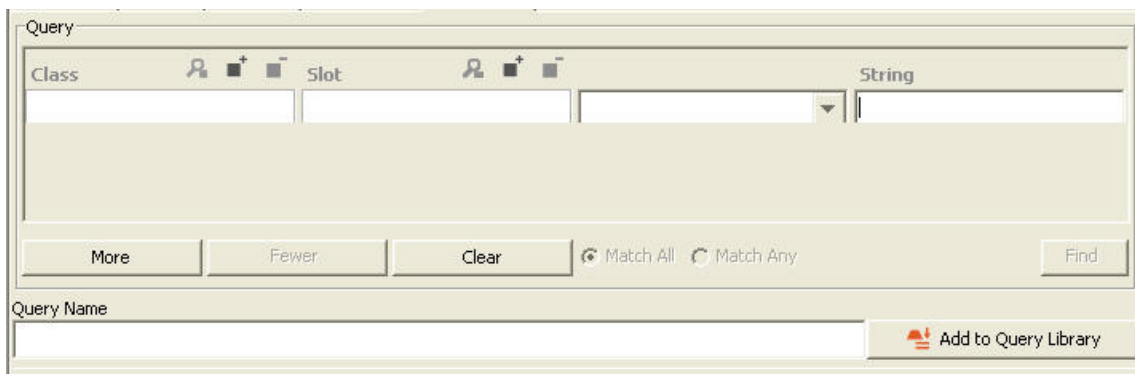 Query
Class Slot String
More Fewer Clear Match All Match Any Find
Query Name
Add to Query Library